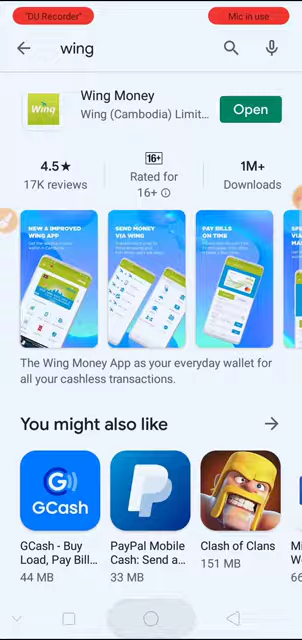 "DU Recorder"
Mic in use
wing
Wing
Wing Money
Wing (Cambodia) Limit...
Open
4.5★
17K reviews
16+
Rated for
16+
1M+
Downloads
NEW & IMPROVED
WING APP
SEND MONEY
VIA WING
PAY BILLS
ON TIME
The Wing Money App as your everyday wallet for
all your cashless transactions.
You might also like
GCash
GCash - Buy
Load, Pay Bill...
44 MB
PayPal Mobile
Cash: Send a...
33 MB
Clash of Clans
151 MB